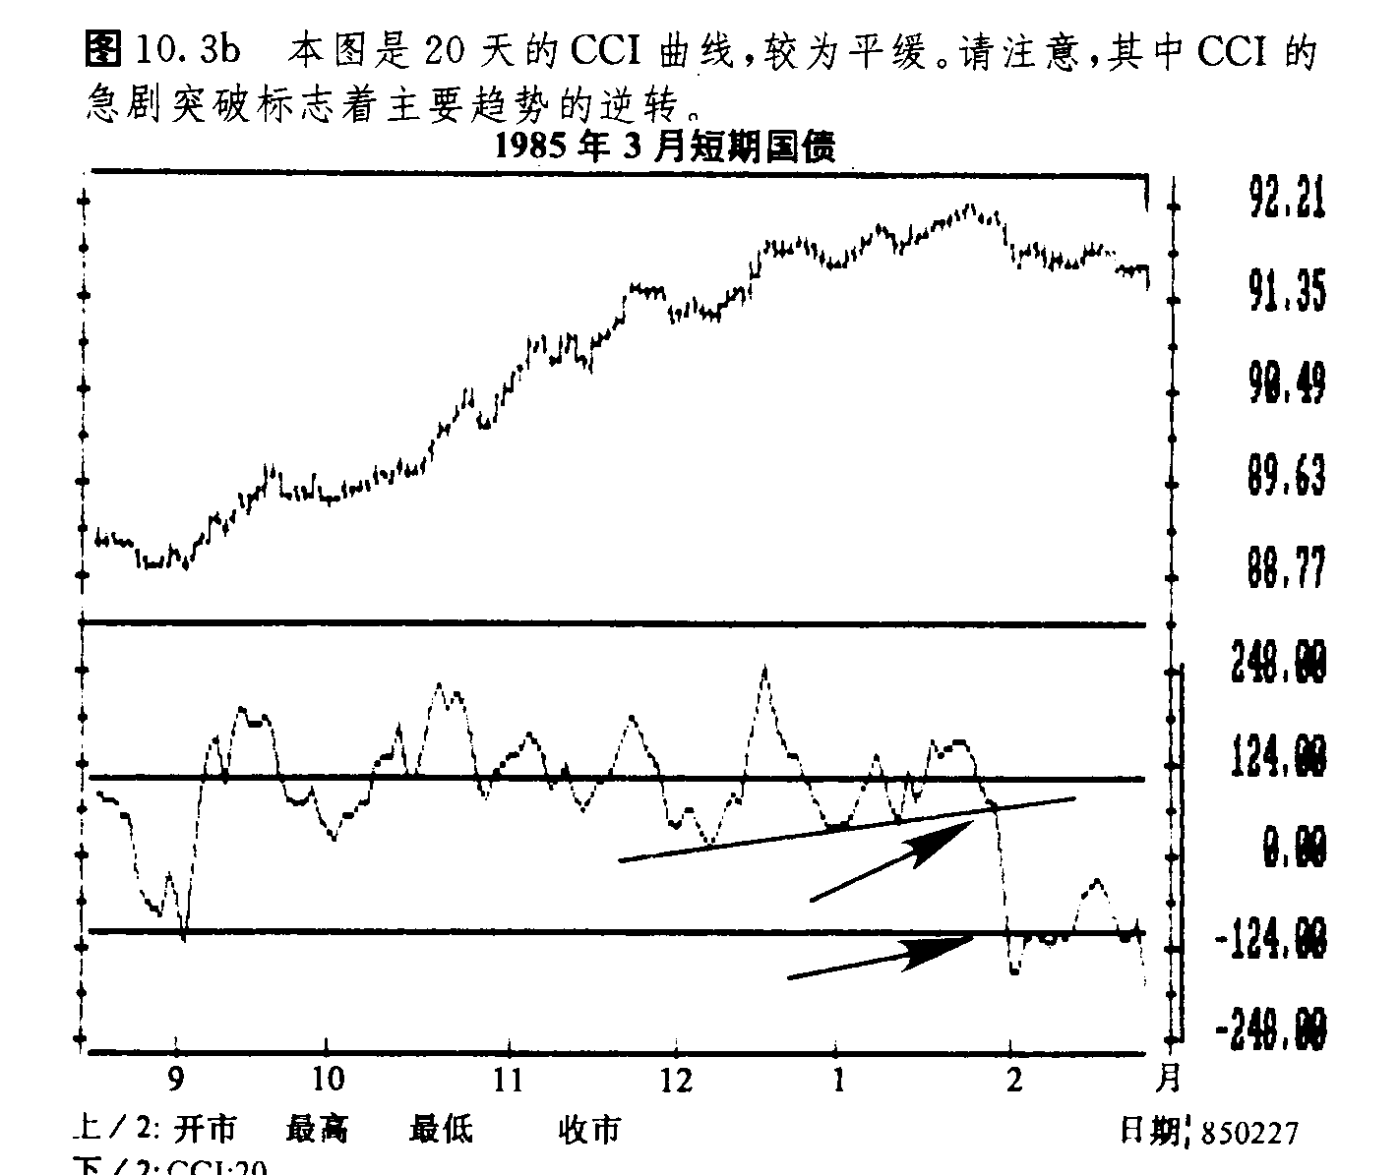 图 10.3b 本图是 20 天的 CCI 曲线,较为平缓。请注意,其中 CCI 的
急剧突破标志着主要趋势的逆转。
1985 年 3 月短期国债
92.21
91.35
90.49
89.63
88.77
248.00
124.00
0.00
-124.00
-248.00
9 10 11 12 1 2 月
上/2: 开市 最高 最低 收市 日期: 850227
下/2: CCI:20